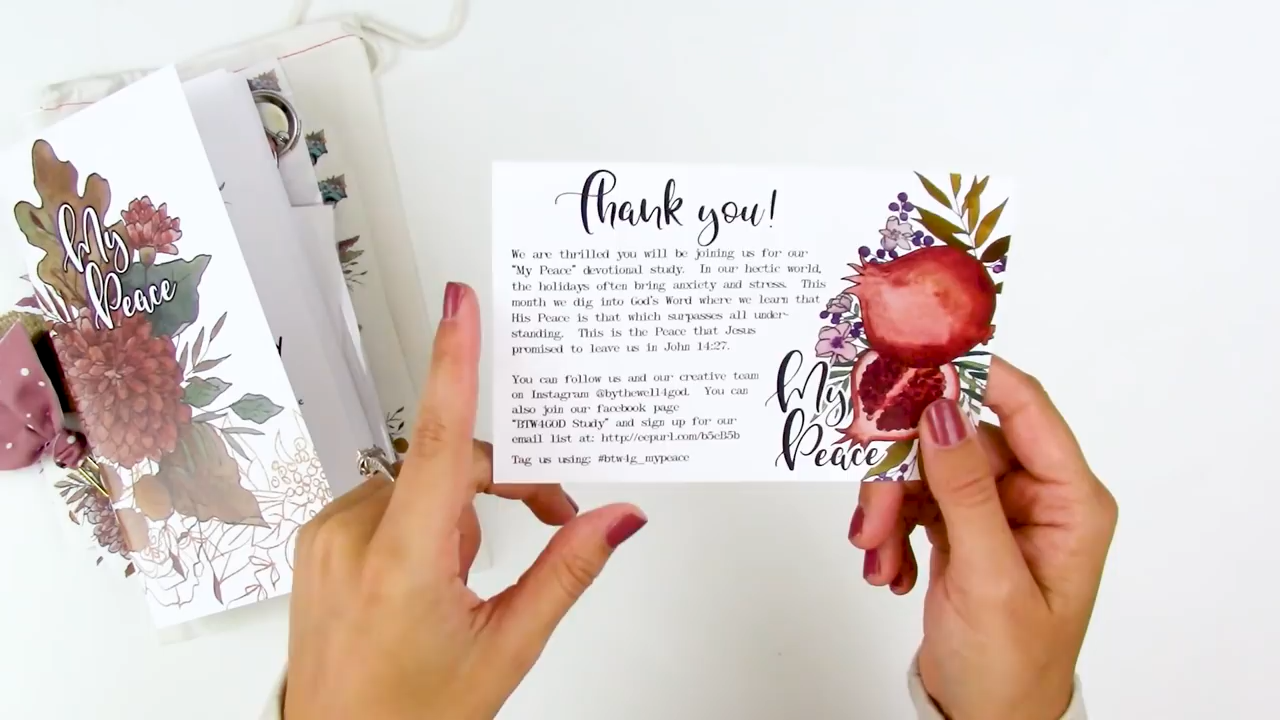 My
Peace
Thank you!
We are thrilled you will be joining us for our
"My Peace" devotional study. In our hectic world,
the holidays often bring anxiety and stress. This
month we dig into God's Word where we learn that
His Peace is that which surpasses all under-
standing. This is the Peace that Jesus
promised to leave us in John 14:27.
You can follow us and our creative team
on Instagram @bythewell4god. You can
also join our facebook page
"BTW4GOD Study" and sign up for our
email list at: http://eepurl.com/b5eB5b
Tag us using: #btw4g_mypeace
My
Peace